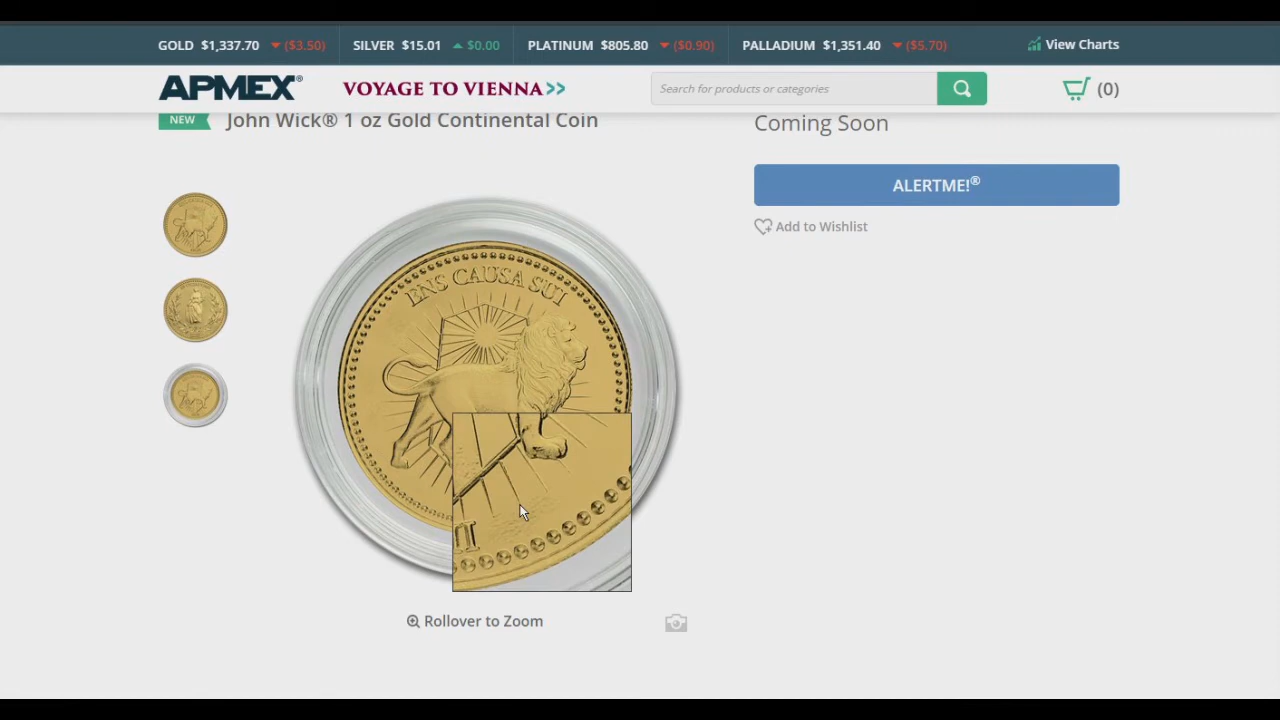 GOLD $1,337.70 ($3.50) SILVER $15.01 $0.00 PLATINUM $805.80 ($0.90) PALLADIUM $1,351.40 ($5.70) View Charts
APMEX® VOYAGE TO VIENNA>> Search for products or categories (0)
NEW John Wick® 1 oz Gold Continental Coin
Coming Soon
ALERTME!®
Add to Wishlist
ENS CAUSA SUI
II
Rollover to Zoom